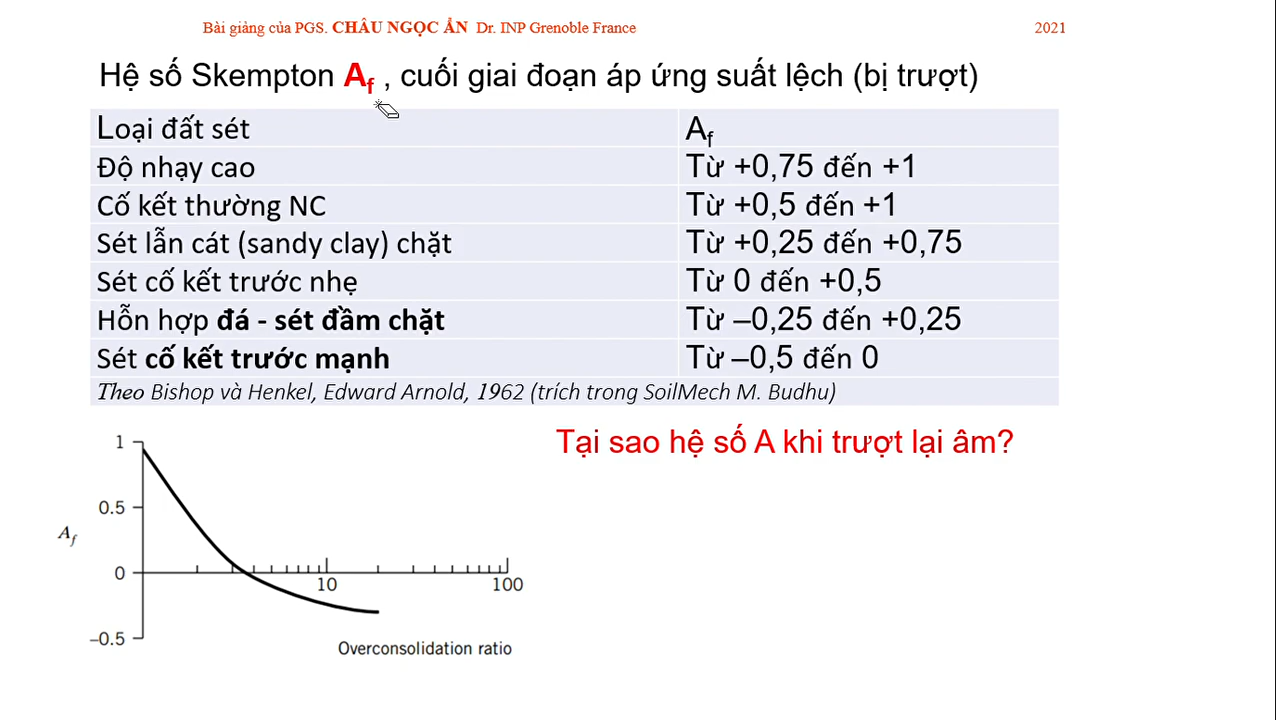 Bài giảng của PGS. CHÂU NGỌC ẨN Dr. INP Grenoble France 2021
Hệ số Skempton Af , cuối giai đoạn áp ứng suất lệch (bị trượt)
Loại đất sét Af
Độ nhạy cao Từ +0,75 đến +1
Cố kết thường NC Từ +0,5 đến +1
Sét lẫn cát (sandy clay) chặt Từ +0,25 đến +0,75
Sét cố kết trước nhẹ Từ 0 đến +0,5
Hỗn hợp đá - sét đầm chặt Từ –0,25 đến +0,25
Sét cố kết trước mạnh Từ –0,5 đến 0
Theo Bishop và Henkel, Edward Arnold, 1962 (trích trong SoilMech M. Budhu)
Tại sao hệ số A khi trượt lại âm?
1
0.5
Af
0
10 100
–0.5
Overconsolidation ratio